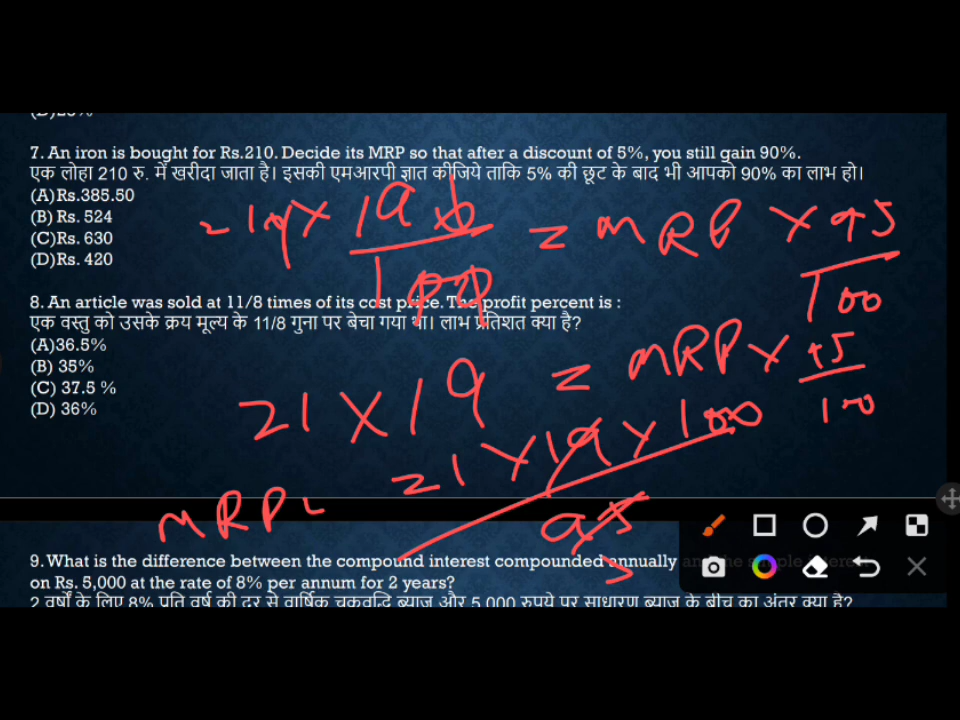 7. An iron is bought for Rs.210. Decide its MRP so that after a discount of 5%, you still gain 90%.
एक लोहा 210 रु. में खरीदा जाता है। इसकी एमआरपी ज्ञात कीजिये ताकि 5% की छूट के बाद भी आपको 90% का लाभ हो।
(A)Rs.385.50
(B) Rs. 524
(C)Rs. 630
(D)Rs. 420
= MRP × 95
100
8. An article was sold at 11/8 times of its cost price. The profit percent is :
एक वस्तु को उसके क्रय मूल्य के 11/8 गुना पर बेचा गया था। लाभ प्रतिशत क्या है?
(A)36.5%
(B) 35%
(C) 37.5 %
(D) 36%
21 × 19 = MRP × 95
100
MRP = 21 × 19 × 100
95
5
9. What is the difference between the compound interest compounded annually and the simple interest
on Rs. 5,000 at the rate of 8% per annum for 2 years?
2 वर्षों के लिए 8% प्रति वर्ष की दर से वार्षिक चक्रवृद्धि ब्याज और 5,000 रुपये पर साधारण ब्याज के बीच का अंतर क्या है?